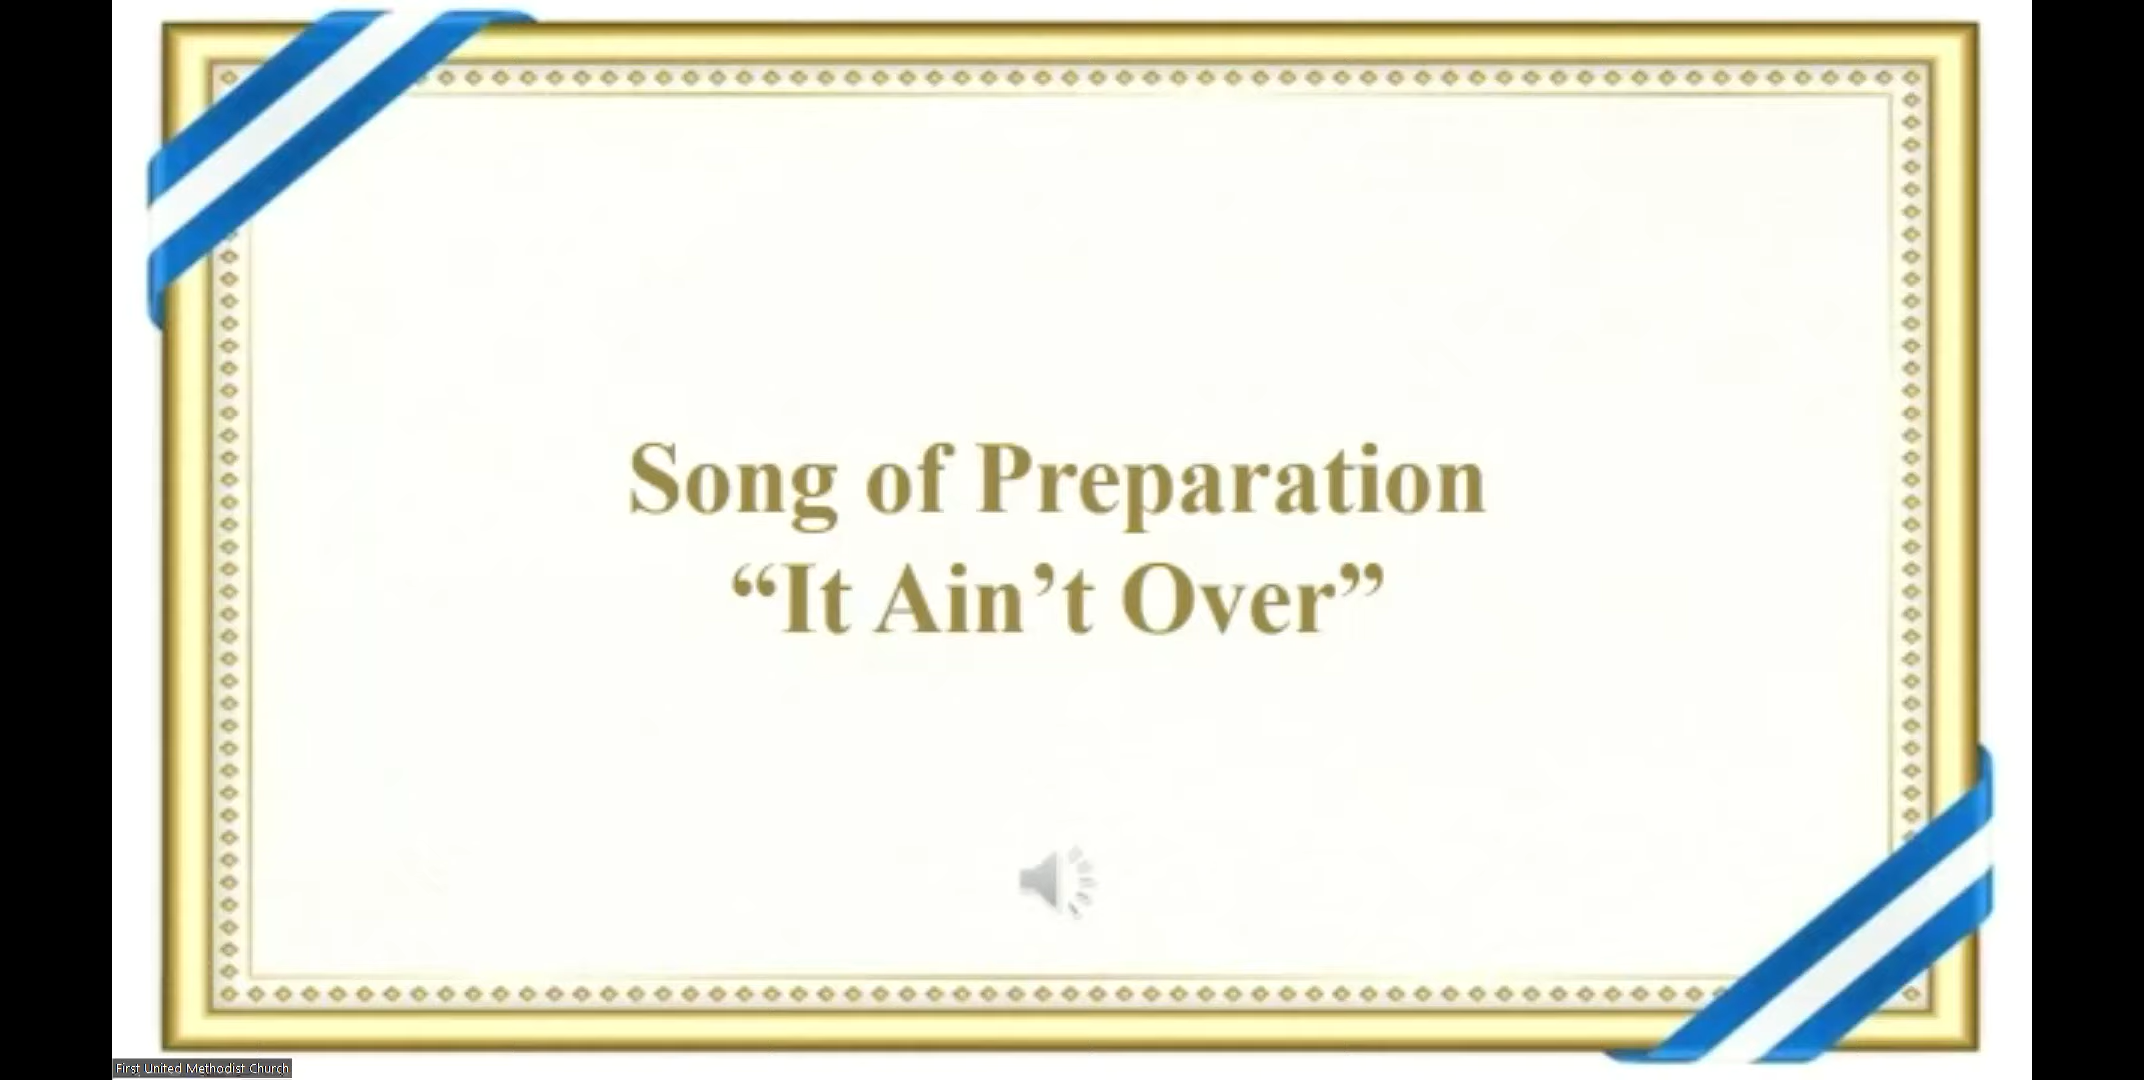 Song of Preparation
“It Ain’t Over”
First United Methodist Church